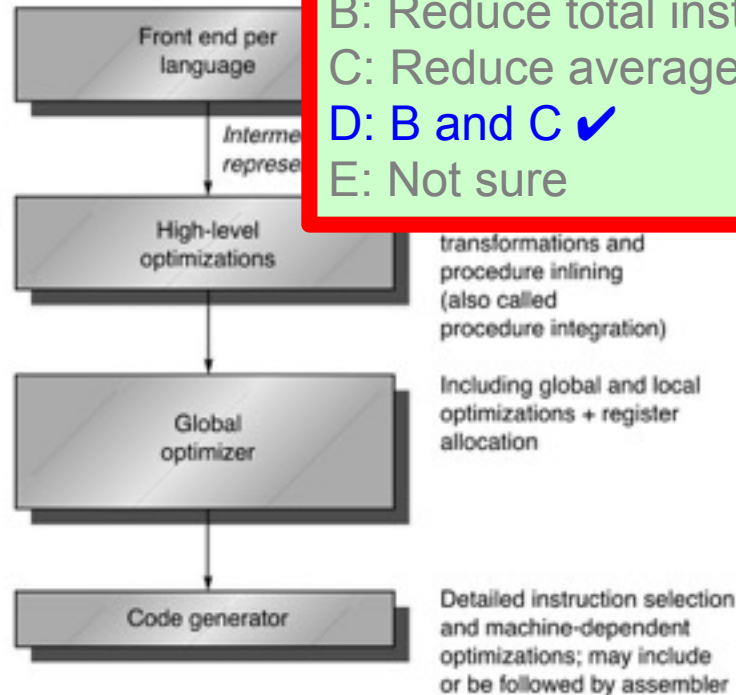 B: Reduce total inst
C: Reduce average
D: B and C ✔
E: Not sure
Front end per
language
Interme
represe
High-level
optimizations
transformations and
procedure inlining
(also called
procedure integration)
Global
optimizer
Including global and local
optimizations + register
allocation
Code generator
Detailed instruction selection
and machine-dependent
optimizations; may include
or be followed by assembler